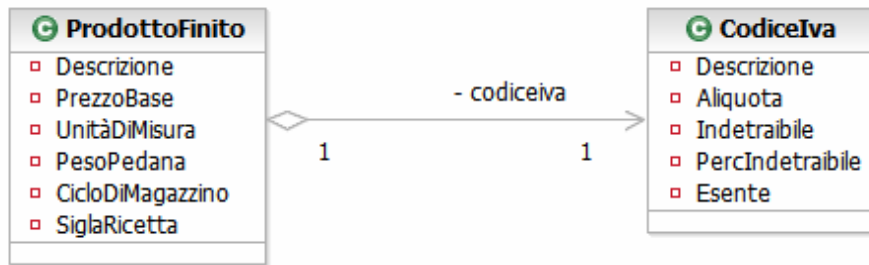 C ProdottoFinito
Descrizione
PrezzoBase
UnitàDiMisura
PesoPedana
CicloDiMagazzino
SiglaRicetta
- codiceiva
1
1
C CodiceIva
Descrizione
Aliquota
Indetraibile
PercIndetraibile
Esente